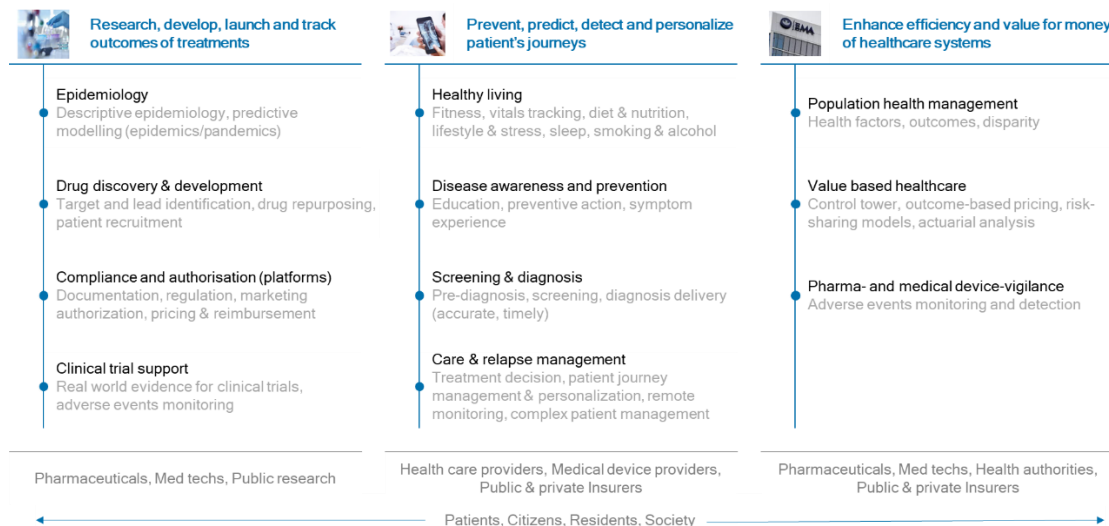 Research, develop, launch and track
outcomes of treatments
Epidemiology
Descriptive epidemiology, predictive
modelling (epidemics/pandemics)
Drug discovery & development
Target and lead identification, drug repurposing,
patient recruitment
Compliance and authorisation (platforms)
Documentation, regulation, marketing
authorization, pricing & reimbursement
Clinical trial support
Real world evidence for clinical trials,
adverse events monitoring
Pharmaceuticals, Med techs, Public research
Prevent, predict, detect and personalize
patient's journeys
Healthy living
Fitness, vitals tracking, diet & nutrition,
lifestyle & stress, sleep, smoking & alcohol
Disease awareness and prevention
Education, preventive action, symptom
experience
Screening & diagnosis
Pre-diagnosis, screening, diagnosis delivery
(accurate, timely)
Care & relapse management
Treatment decision, patient journey
management & personalization, remote
monitoring, complex patient management
Health care providers, Medical device providers,
Public & private Insurers
BMA
Enhance efficiency and value for money
of healthcare systems
Population health management
Health factors, outcomes, disparity
Value based healthcare
Control tower, outcome-based pricing, risk-
sharing models, actuarial analysis
Pharma- and medical device-vigilance
Adverse events monitoring and detection
Pharmaceuticals, Med techs, Health authorities,
Public & private Insurers
Patients, Citizens, Residents, Society